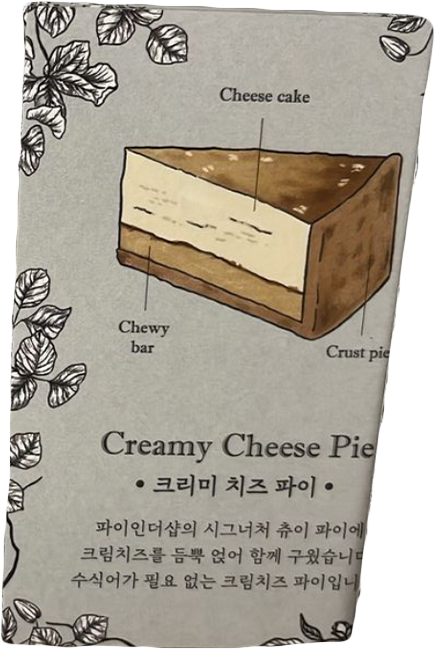 Cheese cake
Chewy
bar
Crust pie
Creamy Cheese Pie
• 크리미 치즈 파이 •
파이인더샵의 시그너처 츄이 파이에
크림치즈를 듬뿍 얹어 함께 구웠습니다
수식어가 필요 없는 크림치즈 파이입니